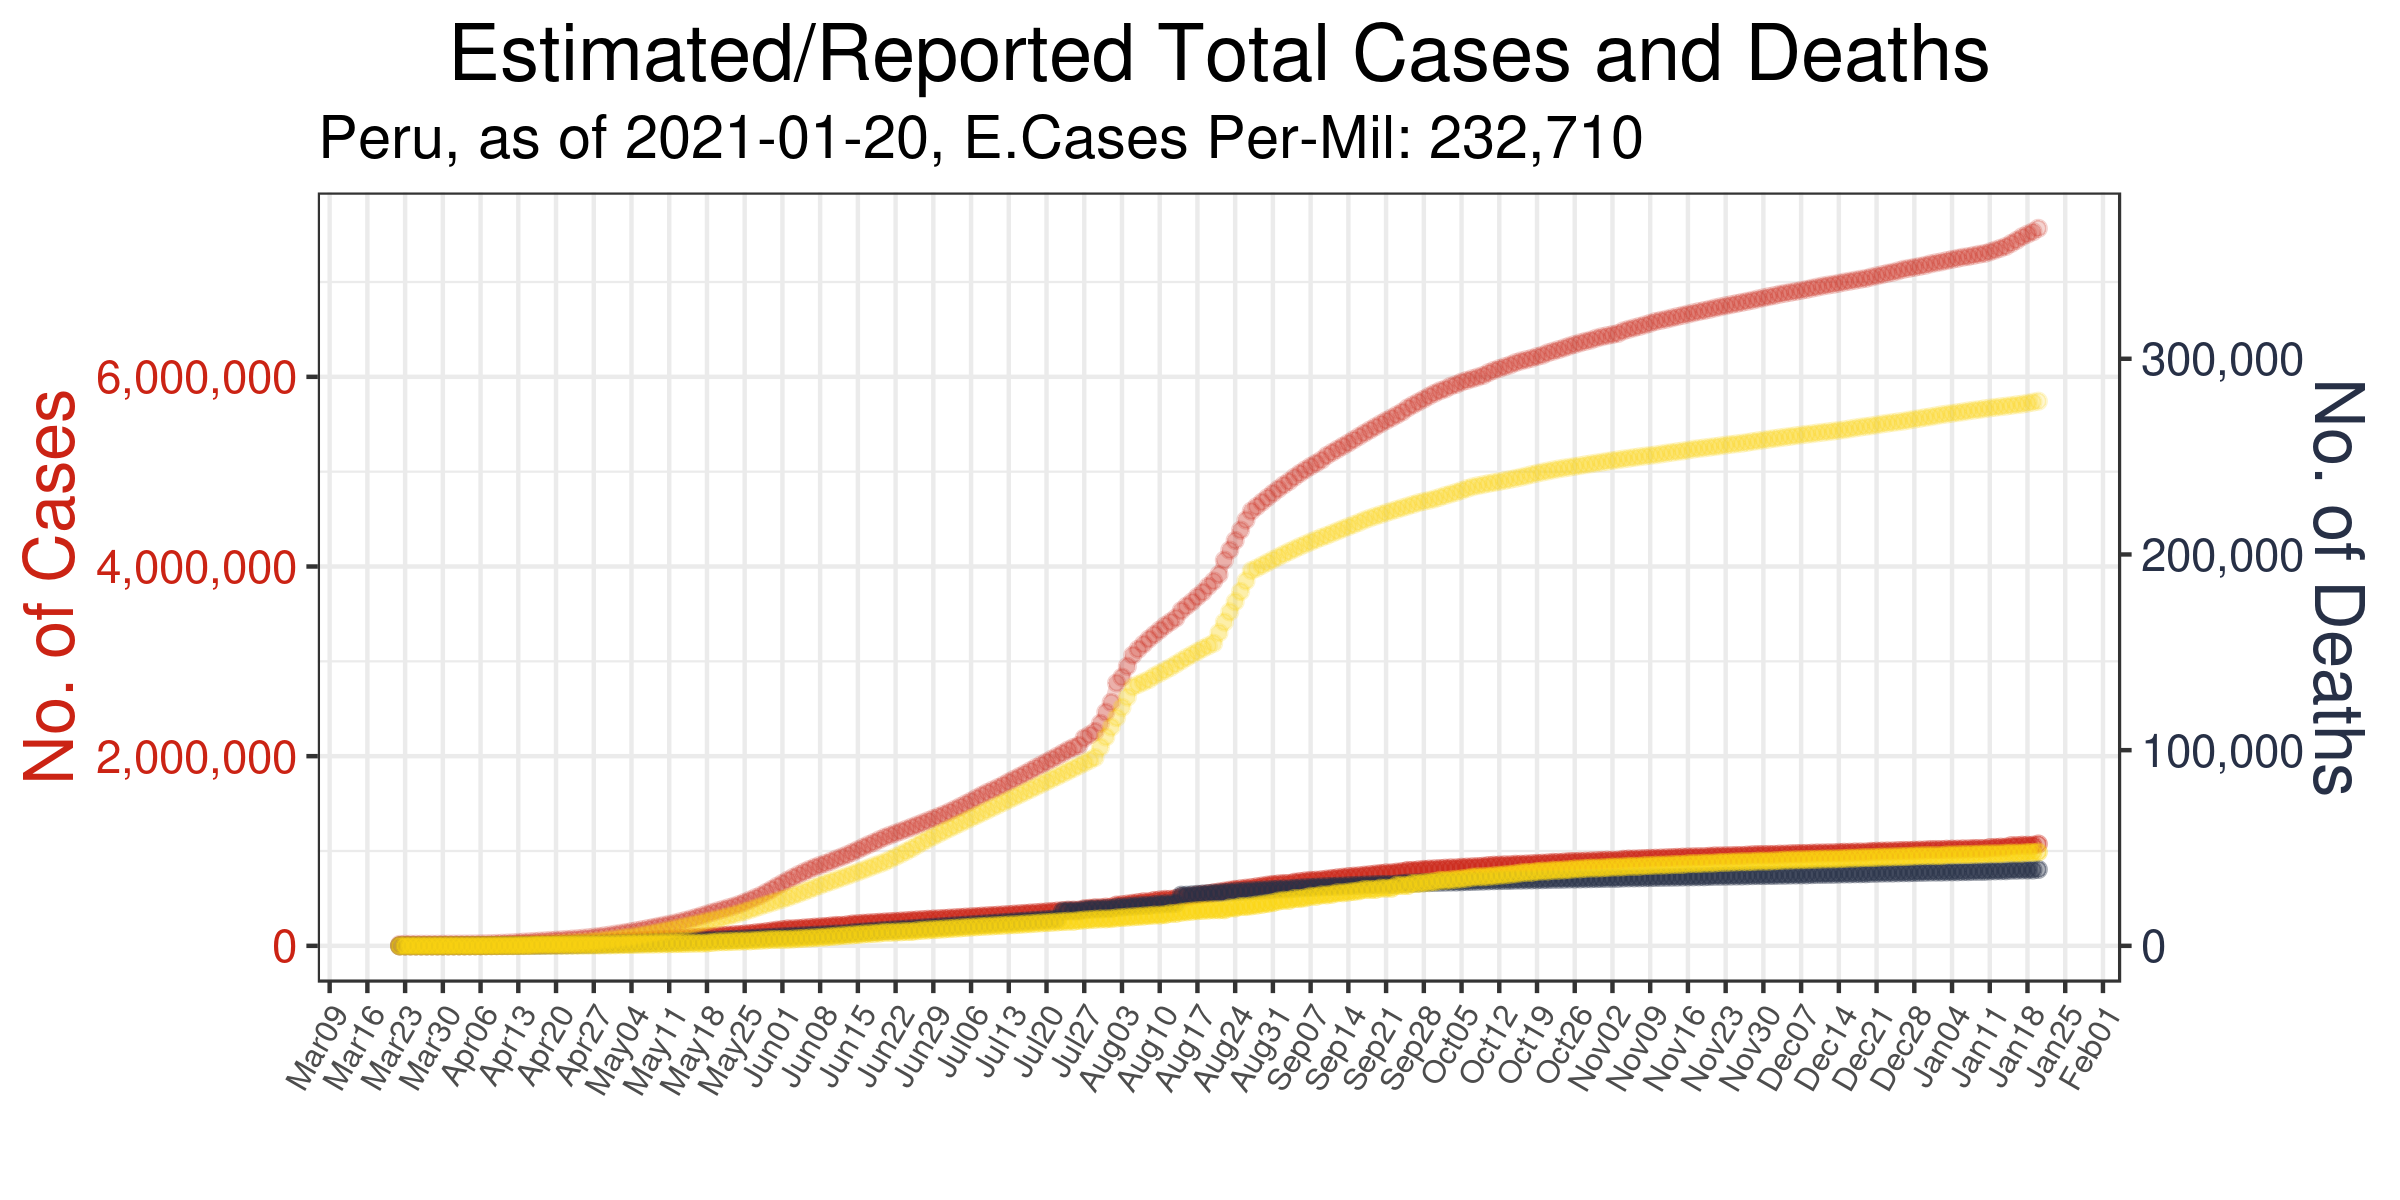 Estimated/Reported Total Cases and Deaths
Peru, as of 2021-01-20, E.Cases Per-Mil: 232,710
No. of Cases
6,000,000
4,000,000
2,000,000
0
300,000
200,000
100,000
0
No. of Deaths
Mar09
Mar16
Mar23
Mar30
Apr06
Apr13
Apr20
Apr27
May04
May11
May18
May25
Jun01
Jun08
Jun15
Jun22
Jun29
Jul06
Jul13
Jul20
Jul27
Aug03
Aug10
Aug17
Aug24
Aug31
Sep07
Sep14
Sep21
Sep28
Oct05
Oct12
Oct19
Oct26
Nov02
Nov09
Nov16
Nov23
Nov30
Dec07
Dec14
Dec21
Dec28
Jan04
Jan11
Jan18
Jan25
Feb01